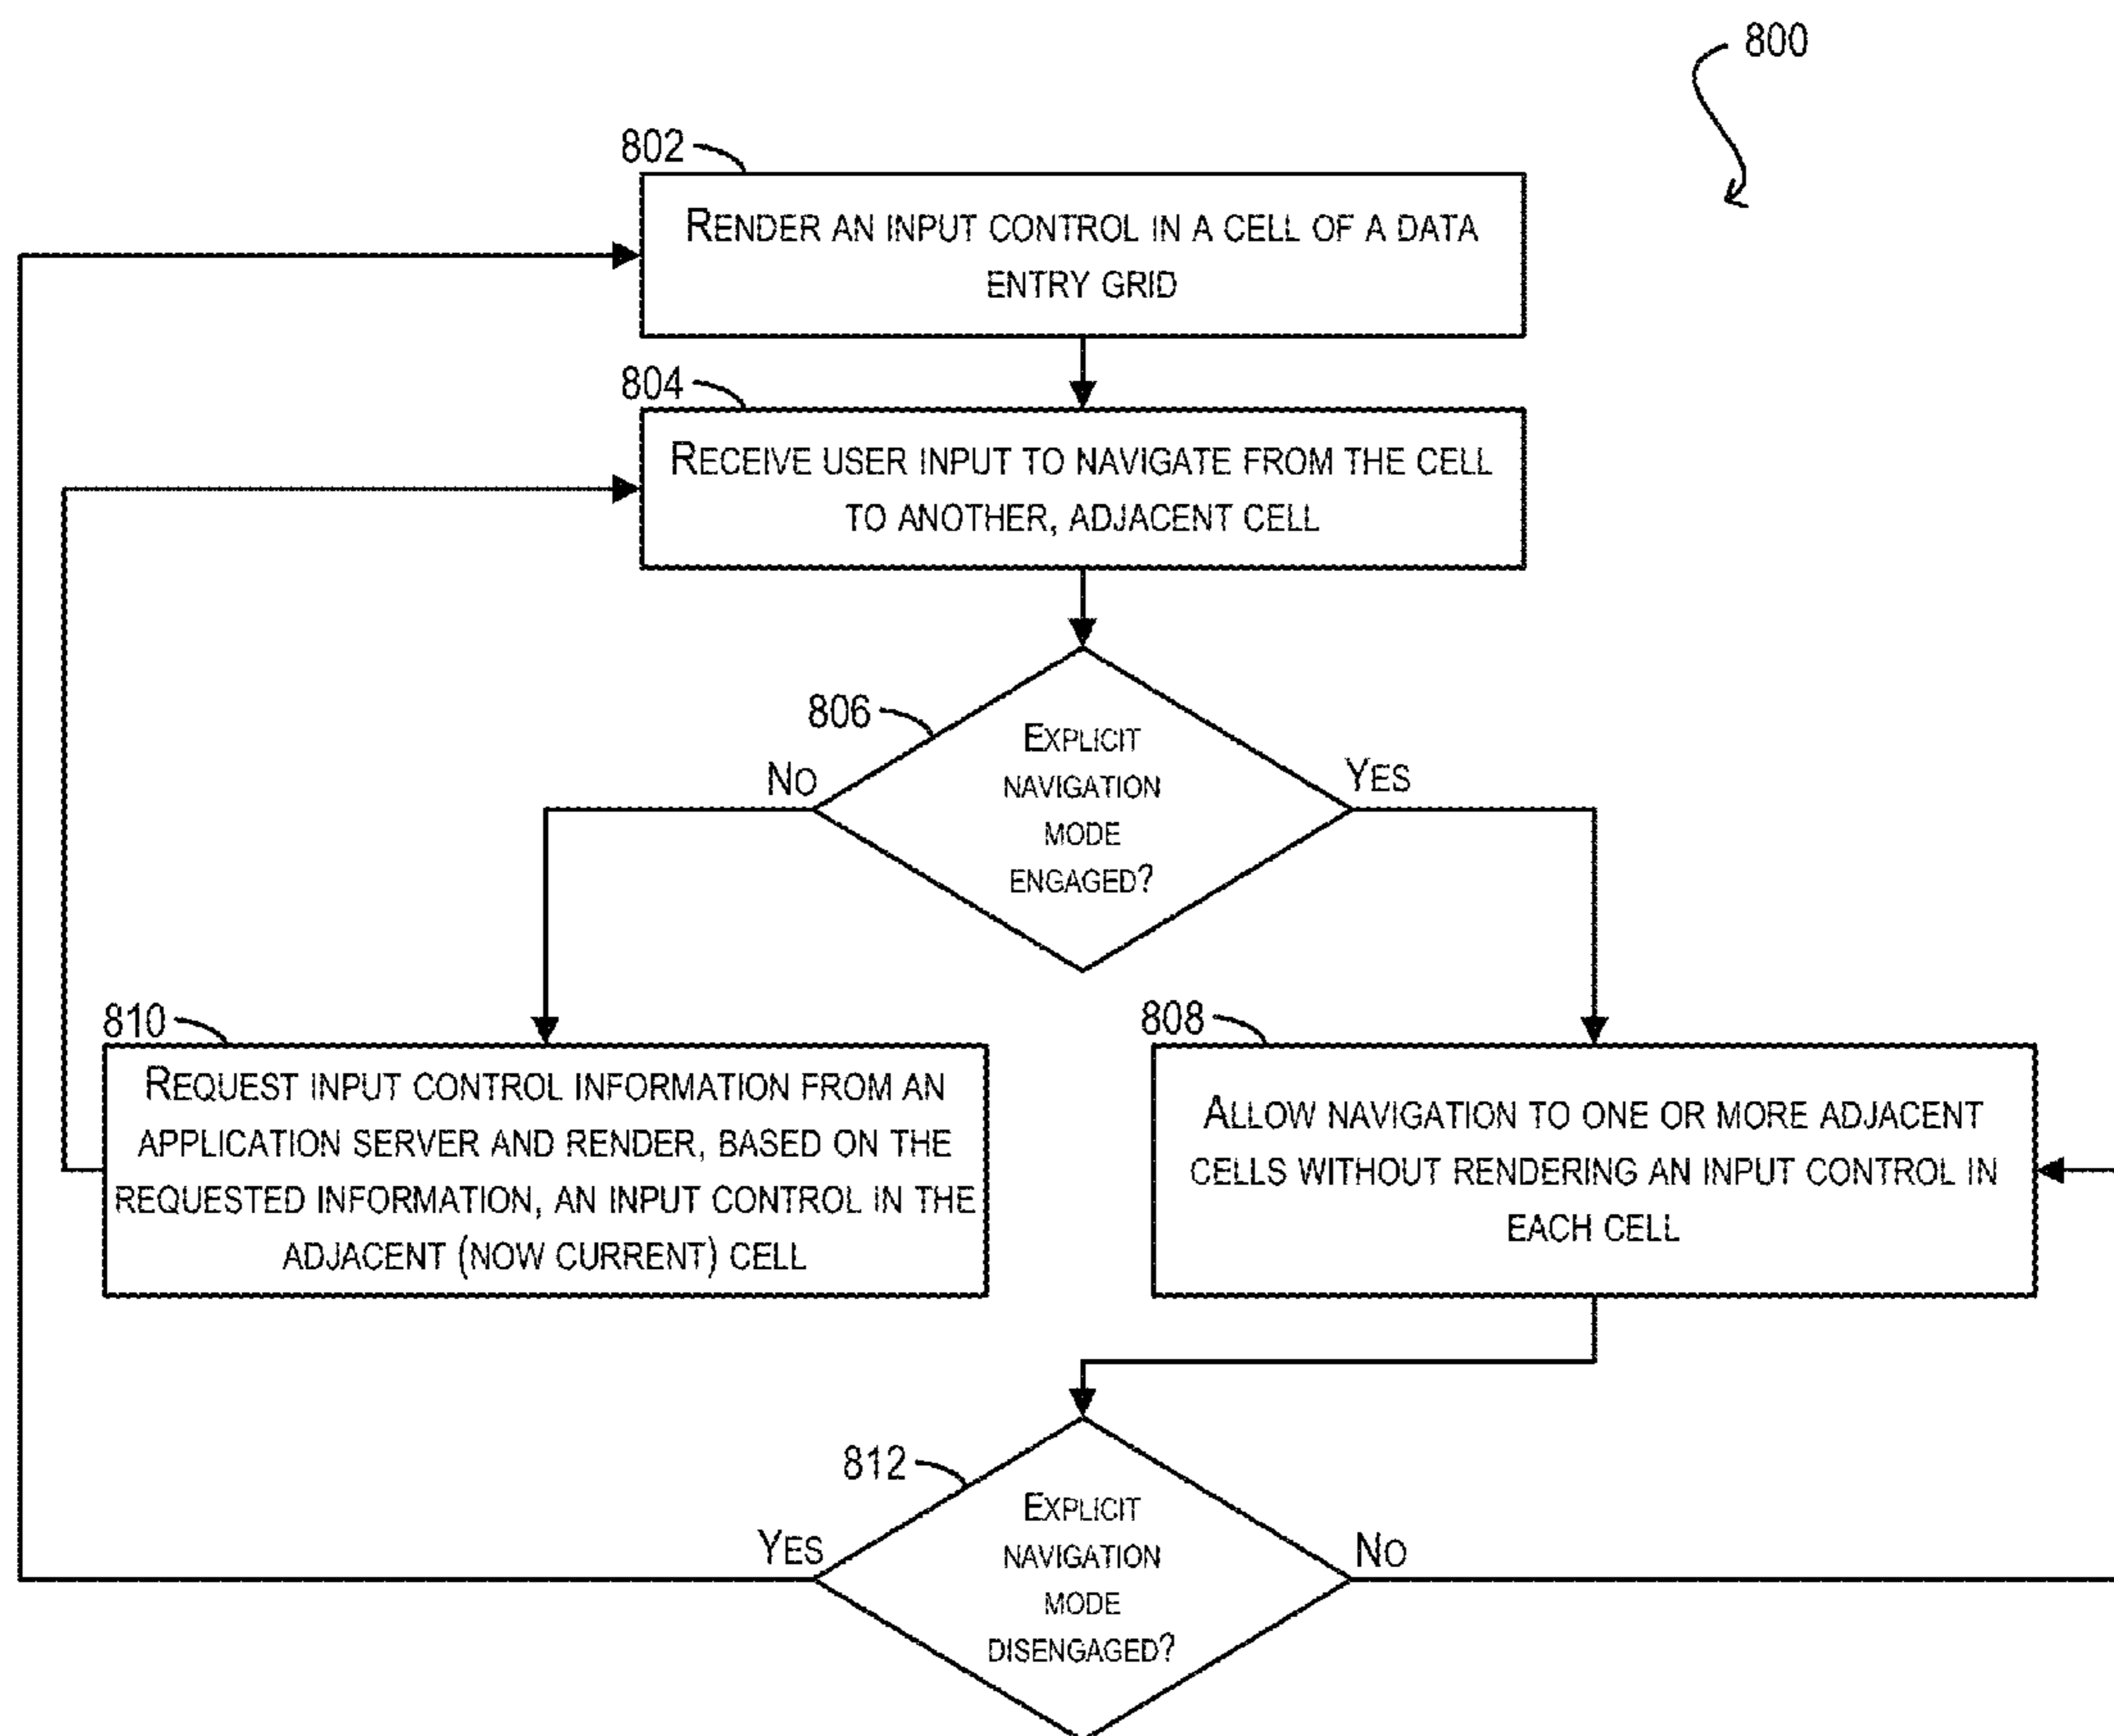 800
802
RENDER AN INPUT CONTROL IN A CELL OF A DATA
ENTRY GRID
804
RECEIVE USER INPUT TO NAVIGATE FROM THE CELL
TO ANOTHER, ADJACENT CELL
806
EXPLICIT
NAVIGATION
MODE
ENGAGED?
NO
YES
810
REQUEST INPUT CONTROL INFORMATION FROM AN
APPLICATION SERVER AND RENDER, BASED ON THE
REQUESTED INFORMATION, AN INPUT CONTROL IN THE
ADJACENT (NOW CURRENT) CELL
808
ALLOW NAVIGATION TO ONE OR MORE ADJACENT
CELLS WITHOUT RENDERING AN INPUT CONTROL IN
EACH CELL
812
EXPLICIT
NAVIGATION
MODE
DISENGAGED?
YES
NO